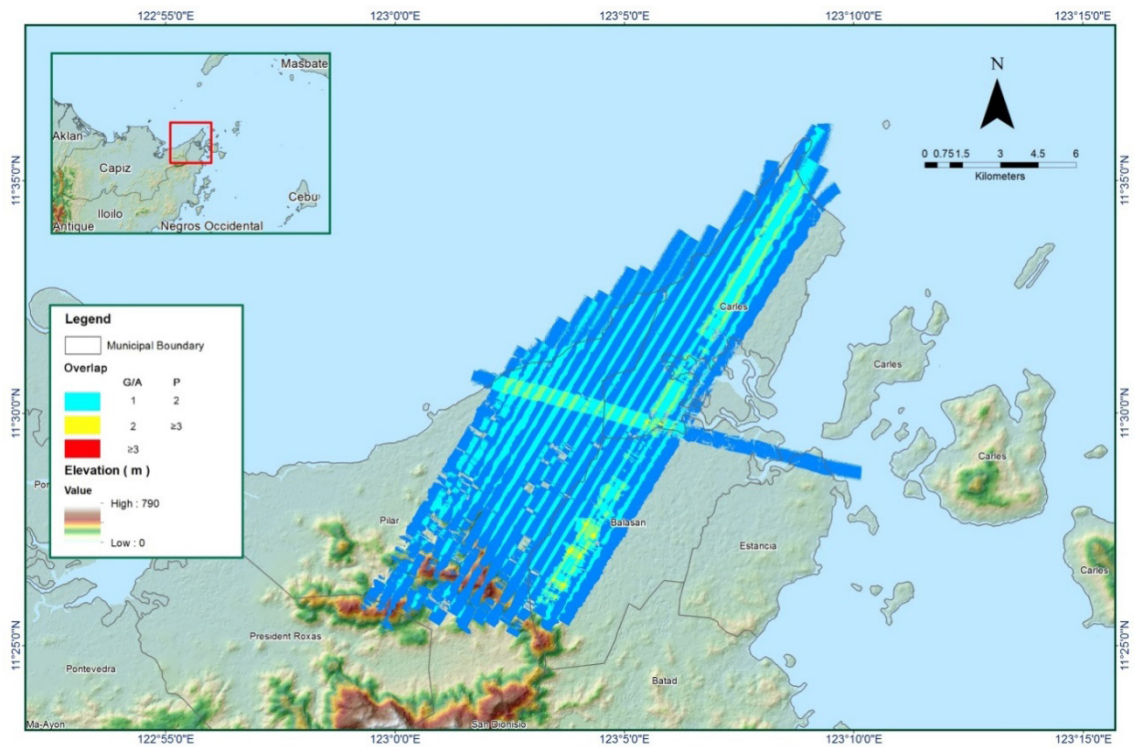 122°55'0"E 123°0'0"E 123°5'0"E 123°10'0"E 123°15'0"E
Masbate
Aklan
Capiz
Iloilo
Cebu
Antique
Negros Occidental
N
0 0.75 1.5 3 4.5 6
Kilometers
11°35'0"N 11°35'0"N
Carles
Carles
Legend
Municipal Boundary
Overlap
G/A P
1 2
2 ≥3
≥3
Elevation ( m )
Value
High : 790
Low : 0
11°30'0"N 11°30'0"N
Carles
Pilar
Balasan
Estancia
Carles
President Roxas
11°25'0"N 11°25'0"N
Pontevedra
Batad
Ma-Ayon
San Dionisio
122°55'0"E 123°0'0"E 123°5'0"E 123°10'0"E 123°15'0"E